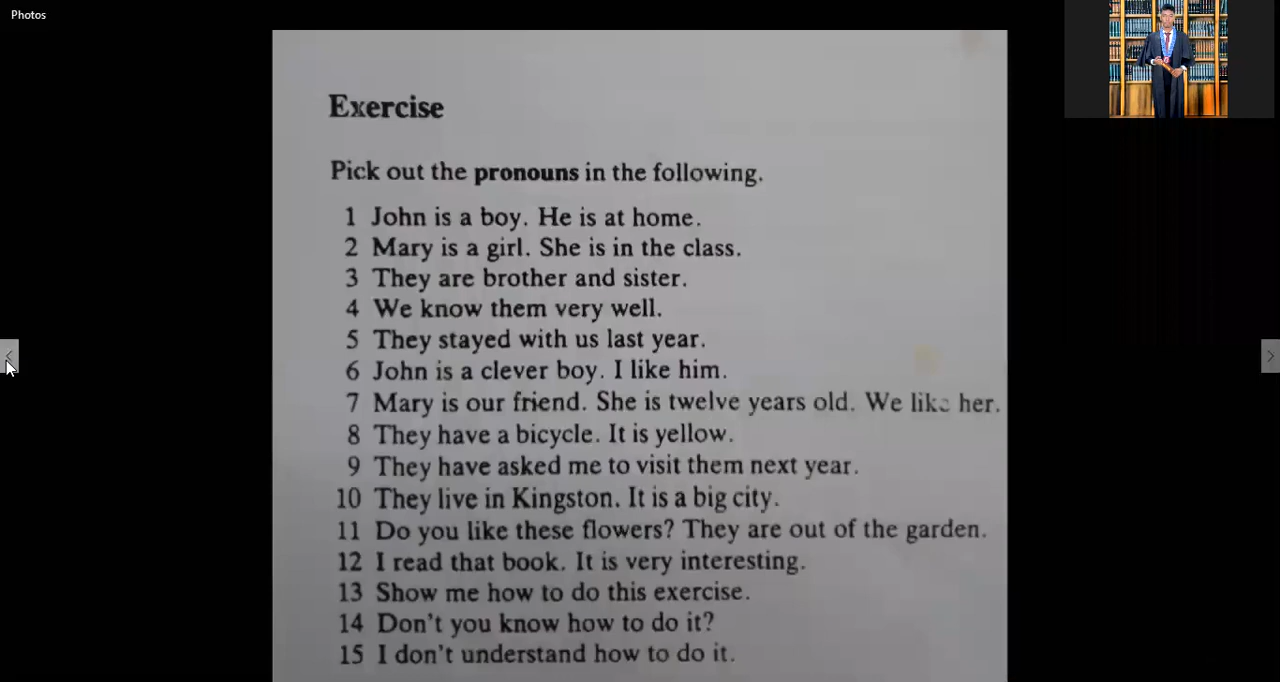 Photos
Exercise
Pick out the pronouns in the following.
1 John is a boy. He is at home.
2 Mary is a girl. She is in the class.
3 They are brother and sister.
4 We know them very well.
5 They stayed with us last year.
6 John is a clever boy. I like him.
7 Mary is our friend. She is twelve years old. We like her.
8 They have a bicycle. It is yellow.
9 They have asked me to visit them next year.
10 They live in Kingston. It is a big city.
11 Do you like these flowers? They are out of the garden.
12 I read that book. It is very interesting.
13 Show me how to do this exercise.
14 Don't you know how to do it?
15 I don't understand how to do it.